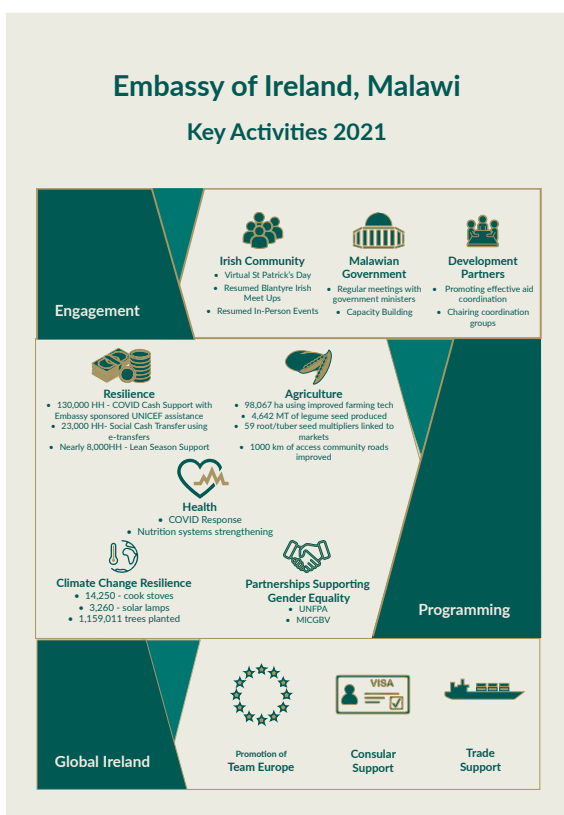 Embassy of Ireland, Malawi
Key Activities 2021
Engagement
Irish Community
• Virtual St Patrick's Day
• Resumed Blantyre Irish
Meet Ups
• Resumed In-Person Events
Malawian
Government
• Regular meetings with
government ministers
• Capacity Building
Development
Partners
• Promoting effective aid
coordination
• Chairing coordination
groups
Resilience
• 130,000 HH - COVID Cash Support with
Embassy sponsored UNICEF assistance
• 23,000 HH- Social Cash Transfer using
e-transfers
• Nearly 8,000HH - Lean Season Support
Agriculture
• 98,067 ha using improved farming tech
• 4,642 MT of legume seed produced
• 59 root/tuber seed multipliers linked to
markets
• 1000 km of access community roads
improved
Health
• COVID Response
• Nutrition systems strengthening
Climate Change Resilience
• 14,250 - cook stoves
• 3,260 - solar lamps
• 1,159,011 trees planted
Partnerships Supporting
Gender Equality
• UNFPA
• MICGBV
Programming
Global Ireland
Promotion of
Team Europe
VISA
Consular
Support
Trade
Support